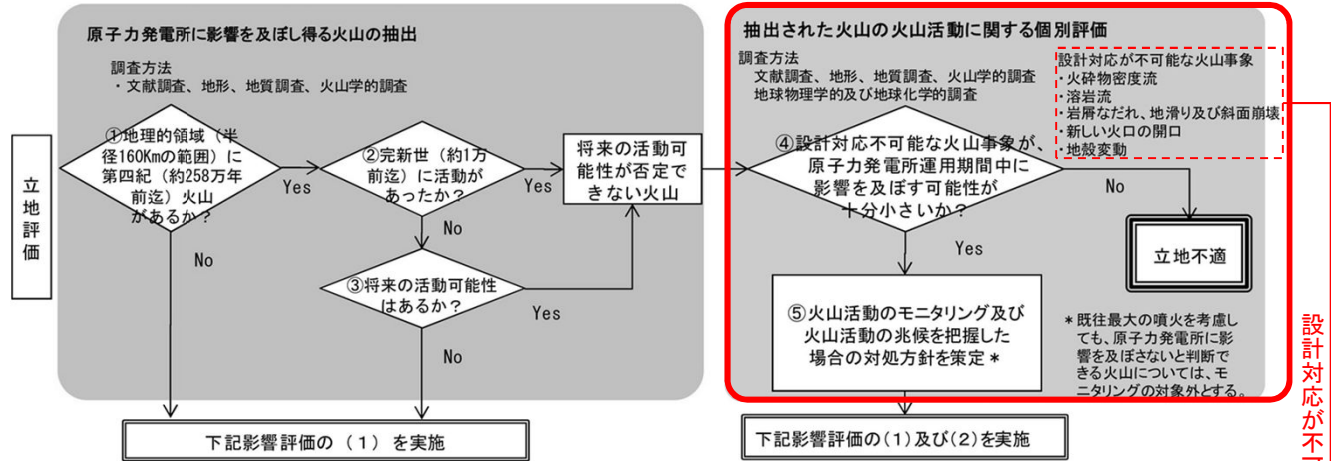 原子力発電所に影響を及ぼし得る火山の抽出
調査方法
・文献調査、地形、地質調査、火山学的調査
立地評価
①地理的領域（半
径160Kmの範囲）に
第四紀（約258万年
前迄）火山
があるか？
Yes
No
②完新世（約1万
前迄）に活動が
あったか？
Yes
No
③将来の活動可能性
はあるか？
Yes
No
将来の活動可
能性が否定で
きない火山
下記影響評価の（１）を実施
抽出された火山の火山活動に関する個別評価
調査方法
文献調査、地形、地質調査、火山学的調査
地球物理学的及び地球化学的調査
設計対応が不可能な火山事象
・火砕物密度流
・溶岩流
・岩屑なだれ、地滑り及び斜面崩壊
・新しい火口の開口
・地殻変動
④設計対応不可能な火山事象が、
原子力発電所運用期間中に
影響を及ぼす可能性が
十分小さいか？
No
Yes
立地不適
⑤火山活動のモニタリング及び
火山活動の兆候を把握した
場合の対処方針を策定＊
＊既往最大の噴火を考慮し
ても、原子力発電所に影
響を及ぼさないと判断で
きる火山については、モ
ニタリングの対象外とする。
下記影響評価の(１)及び(２)を実施
設計対応が不